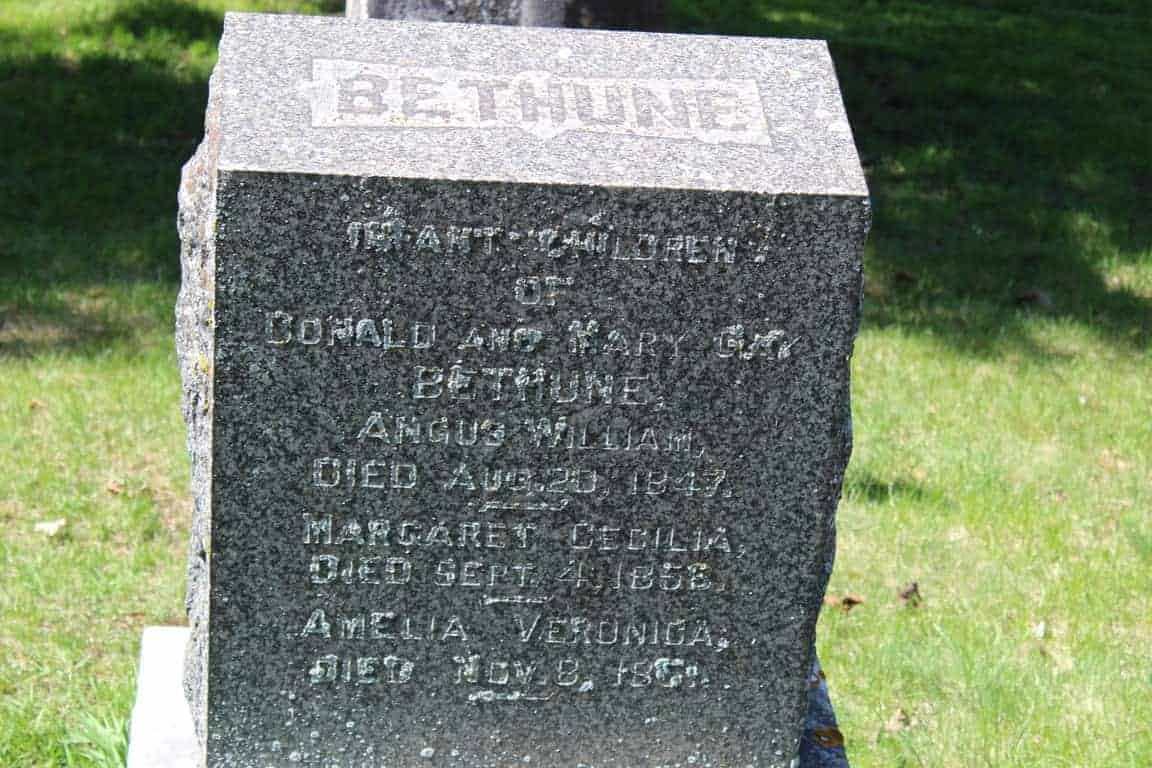 BETHUNE
INFANT CHILDREN
OF
DONALD AND MARY GAY
BETHUNE,
ANGUS WILLIAM,
DIED AUG. 20, 1847.
MARGARET CECILIA,
DIED SEPT. 4, 1856.
AMELIA VERONICA,
DIED NOV. 8,